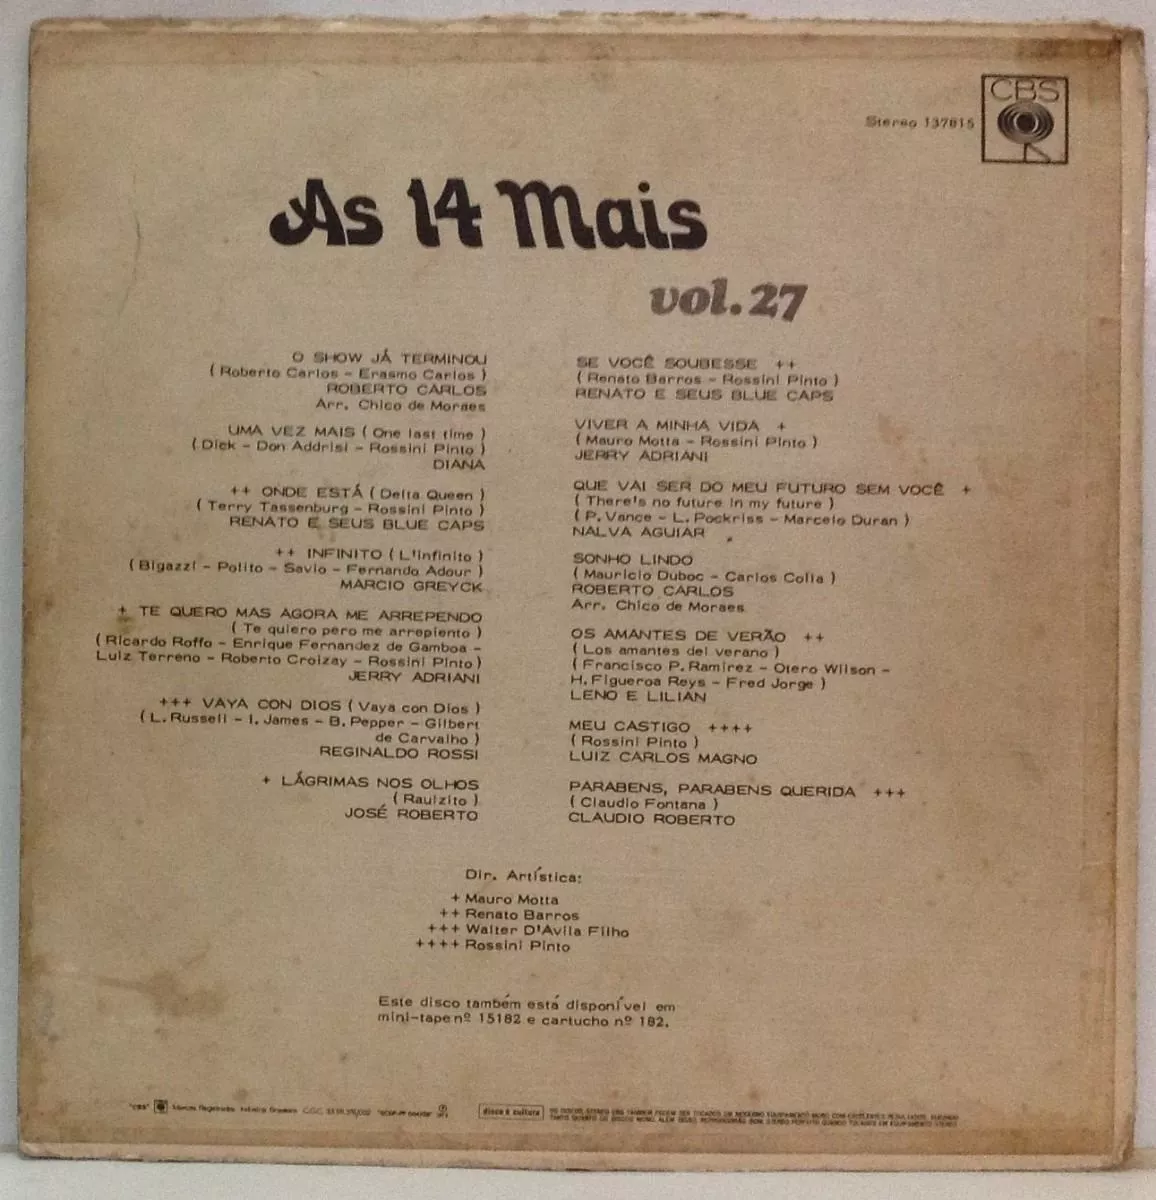 CBS
Stereo 137815
As 14 Mais
vol. 27
O SHOW JÁ TERMINOU
( Roberto Carlos - Erasmo Carlos )
ROBERTO CARLOS
Arr. Chico de Moraes
UMA VEZ MAIS ( One last time )
( Dick - Don Addrisi - Rossini Pinto )
DIANA
++ ONDE ESTÁ ( Delta Queen )
( Terry Tassenburg - Rossini Pinto )
RENATO E SEUS BLUE CAPS
++ INFINITO ( L'Infinito )
( Bigazzi - Polito - Savio - Fernando Adour )
MARCIO GREYCK
+ TE QUERO MAS AGORA ME ARREPENDO
( Te quiero pero me arrepiento )
( Ricardo Roffo - Enrique Fernandez de Gamboa -
Luiz Terreno - Roberto Croizay - Rossini Pinto )
JERRY ADRIANI
+++ VAYA CON DIOS ( Vaya con Dios )
( L. Russell - I. James - B. Pepper - Gilbert
de Carvalho )
REGINALDO ROSSI
+ LÁGRIMAS NOS OLHOS
( Raulzito )
JOSÉ ROBERTO
SE VOCÊ SOUBESSE ++
( Renato Barros - Rossini Pinto )
RENATO E SEUS BLUE CAPS
VIVER A MINHA VIDA +
( Mauro Motta - Rossini Pinto )
JERRY ADRIANI
QUE VAI SER DO MEU FUTURO SEM VOCÊ +
( There's no future in my future )
( P. Vance - L. Pockriss - Marcelo Duran )
NALVA AGUIAR
SONHO LINDO
( Mauricio Duboc - Carlos Colla )
ROBERTO CARLOS
Arr. Chico de Moraes
OS AMANTES DE VERÃO ++
( Los amantes del verano )
( Francisco P. Ramirez - Otero Wilson -
H. Figueroa Reys - Fred Jorge )
LENO E LILIAN
MEU CASTIGO ++++
( Rossini Pinto )
LUIZ CARLOS MAGNO
PARABENS, PARABENS QUERIDA +++
( Claudio Fontana )
CLAUDIO ROBERTO
Dir. Artística:
+ Mauro Motta
++ Renato Barros
+++ Walter D'Avila Filho
++++ Rossini Pinto
Este disco também está disponível em
mini-tape nº 15182 e cartucho nº 182.
"CBS" Marcas Registradas Indústria Brasileira
disco é cultura